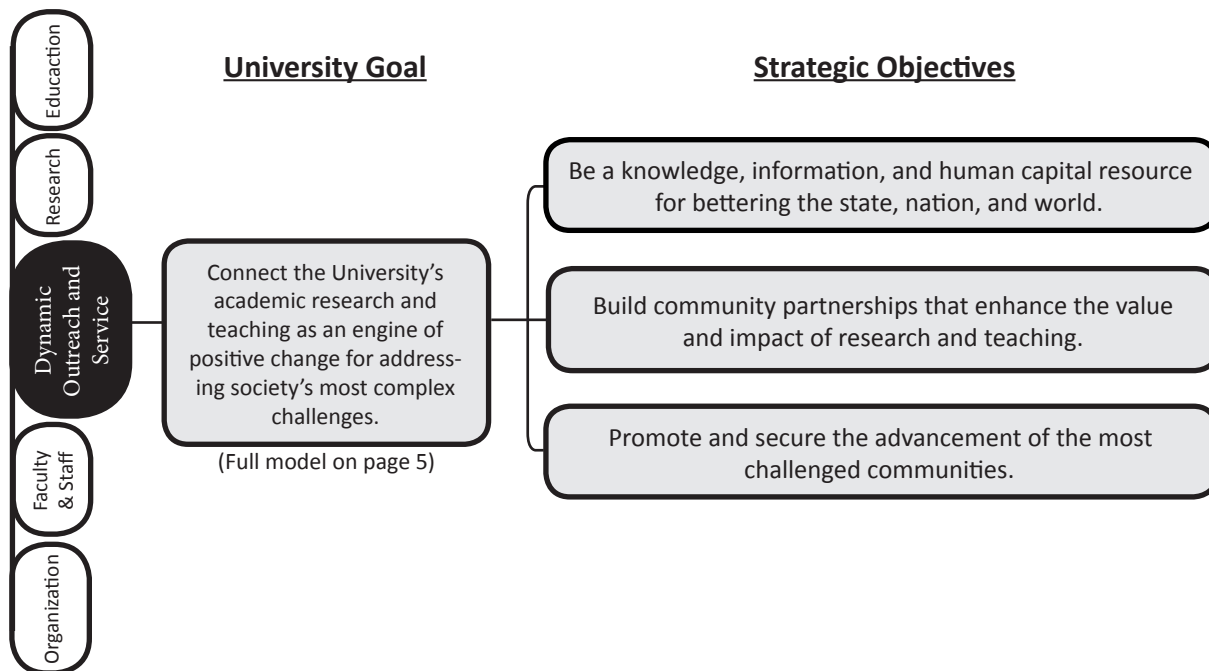 Educaction
Research
Dynamic
Outreach and
Service
Faculty
& Staff
Organization
University Goal
Connect the University’s
academic research and
teaching as an engine of
positive change for address-
ing society’s most complex
challenges.
(Full model on page 5)
Strategic Objectives
Be a knowledge, information, and human capital resource
for bettering the state, nation, and world.
Build community partnerships that enhance the value
and impact of research and teaching.
Promote and secure the advancement of the most
challenged communities.